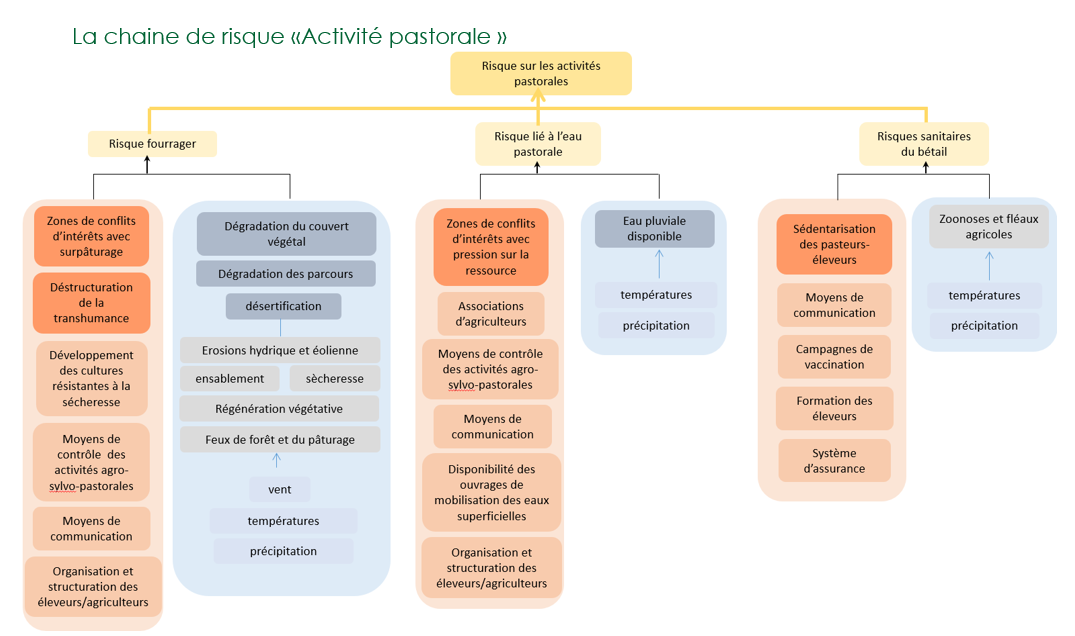 La chaine de risque «Activité pastorale »
Risque sur les activités
pastorales
Risque fourrager
Risque lié à l'eau
pastorale
Risques sanitaires
du bétail
Zones de conflits
d'intérêts avec
surpâturage
Déstructuration
de la
transhumance
Développement
des cultures
résistantes à la
sécheresse
Moyens de
contrôle des
activités agro-
sylvo-pastorales
Moyens de
communication
Organisation et
structuration des
éleveurs/agriculteurs
Dégradation du couvert
végétal
Dégradation des parcours
désertification
Erosions hydrique et éolienne
ensablement
sècheresse
Régénération végétative
Feux de forêt et du pâturage
vent
températures
précipitation
Zones de conflits
d'intérêts avec
pression sur la
ressource
Associations
d'agriculteurs
Moyens de contrôle
des activités agro-
sylvo-pastorales
Moyens de
communication
Disponibilité des
ouvrages de
mobilisation des eaux
superficielles
Organisation et
structuration des
éleveurs/agriculteurs
Eau pluviale
disponible
températures
précipitation
Sédentarisation
des pasteurs-
éleveurs
Moyens de
communication
Campagnes de
vaccination
Formation des
éleveurs
Système
d'assurance
Zoonoses et fléaux
agricoles
températures
précipitation